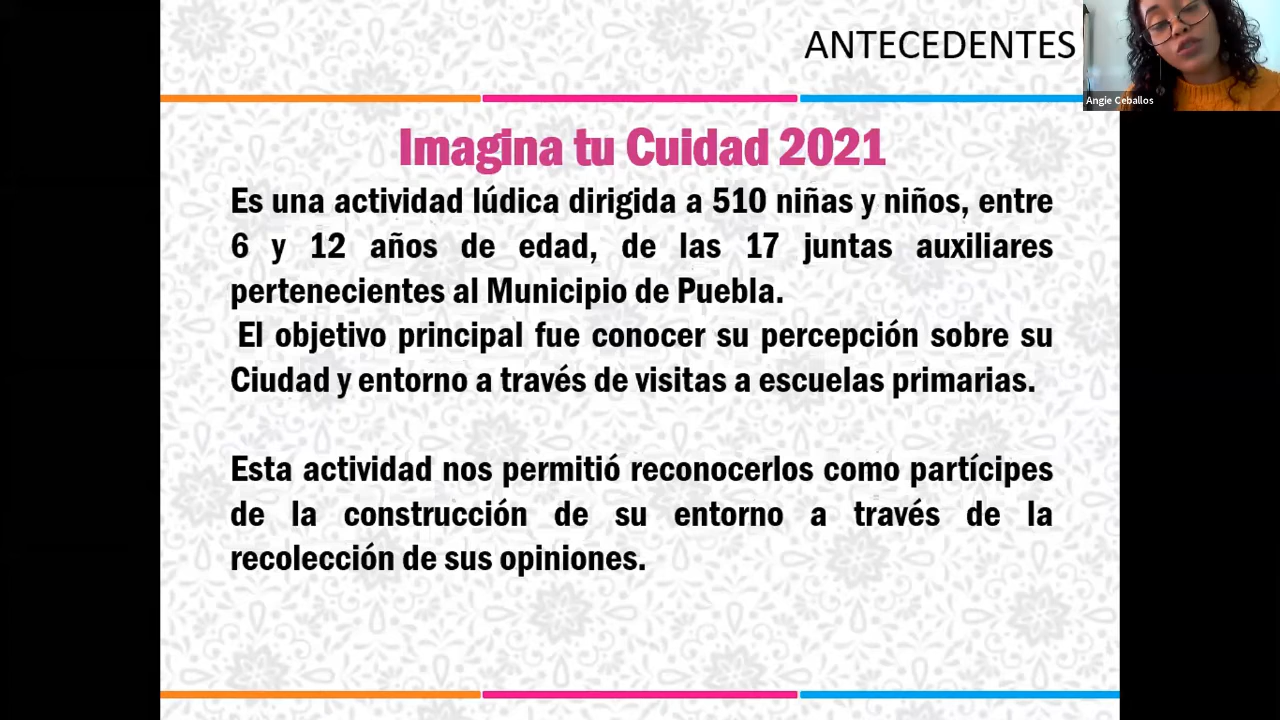 ANTECEDENTES
Angie Ceballos
Imagina tu Cuidad 2021
Es una actividad lúdica dirigida a 510 niñas y niños, entre
6 y 12 años de edad, de las 17 juntas auxiliares
pertenecientes al Municipio de Puebla.
El objetivo principal fue conocer su percepción sobre su
Ciudad y entorno a través de visitas a escuelas primarias.
Esta actividad nos permitió reconocerlos como partícipes
de la construcción de su entorno a través de la
recolección de sus opiniones.